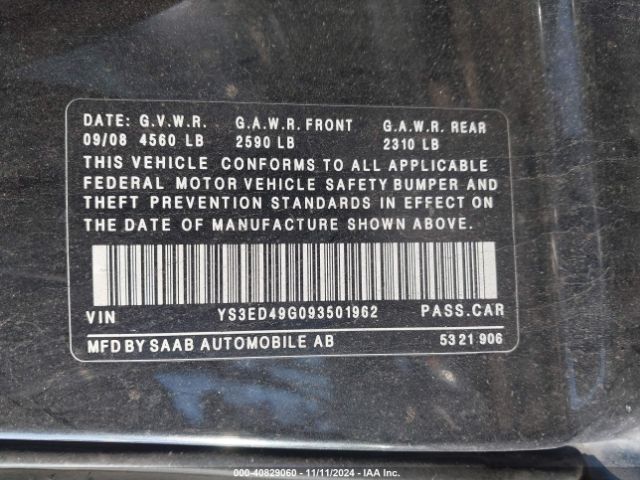 DATE: G.V.W.R. G.A.W.R. FRONT G.A.W.R. REAR
09/08 4560 LB 2590 LB 2310 LB
THIS VEHICLE CONFORMS TO ALL APPLICABLE
FEDERAL MOTOR VEHICLE SAFETY BUMPER AND
THEFT PREVENTION STANDARDS IN EFFECT ON
THE DATE OF MANUFACTURE SHOWN ABOVE.
VIN YS3ED49G093501962 PASS.CAR
MFD BY SAAB AUTOMOBILE AB 5321906
000-40829060 - 11/11/2024 - IAA Inc.